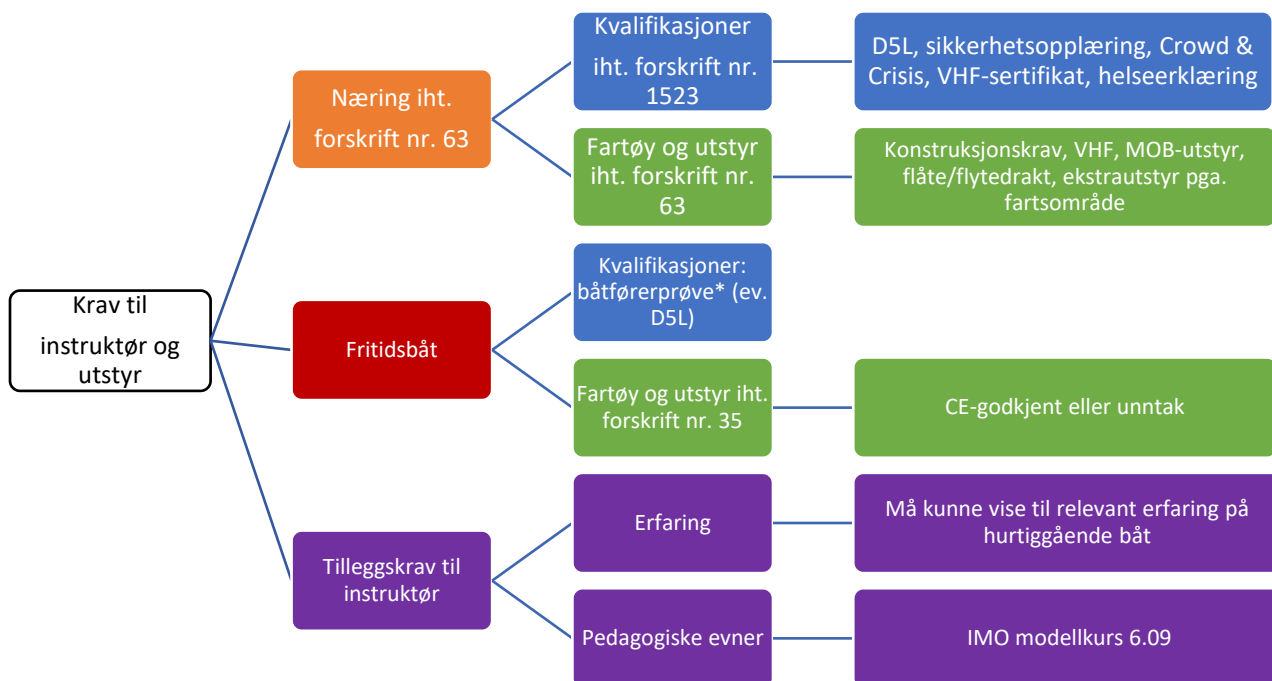 Krav til
instruktør og
utstyr
Næring iht.
forskrift nr. 63
Kvalifikasjoner
iht. forskrift nr.
1523
D5L, sikkerhetsopplæring, Crowd &
Crisis, VHF-sertifikat, helseerklæring
Fartøy og utstyr
iht. forskrift nr.
63
Konstruksjonskrav, VHF, MOB-utstyr,
flåte/flytedrakt, ekstrautstyr pga.
fartsområde
Fritidsbåt
Kvalifikasjoner:
båtførerprøve* (ev.
D5L)
Fartøy og utstyr iht.
forskrift nr. 35
CE-godkjent eller unntak
Tilleggskrav til
instruktør
Erfaring
Må kunne vise til relevant erfaring på
hurtiggående båt
Pedagogiske evner
IMO modellkurs 6.09